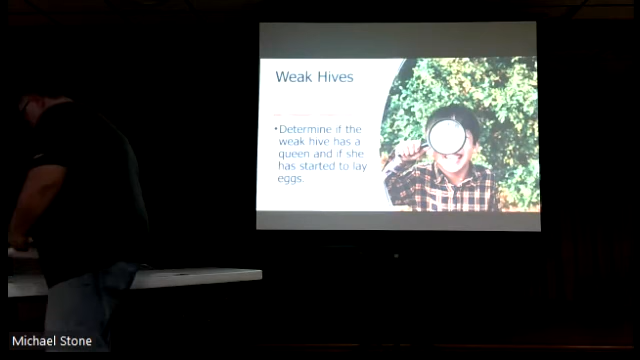 Weak Hives
•Determine if the
weak hive has a
queen and if she
has started to lay
eggs.
Michael Stone